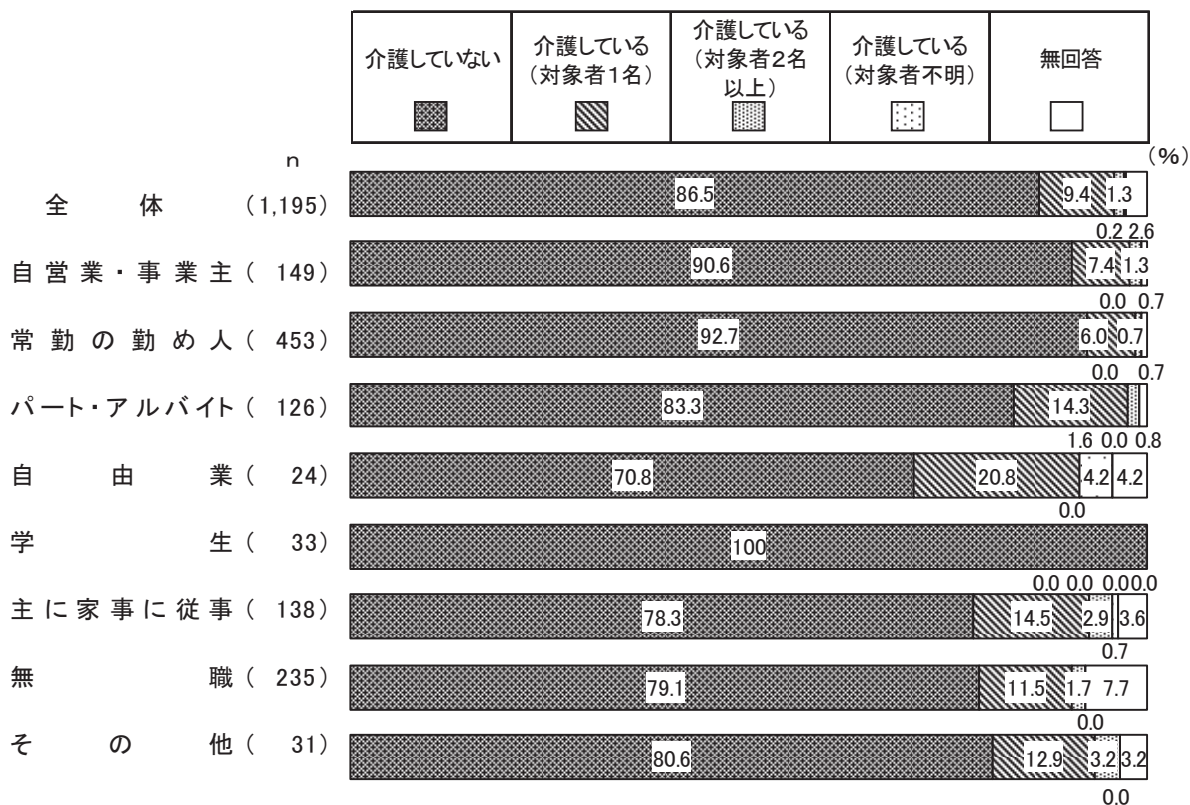 介護していない
介護している
（対象者1名）
介護している
（対象者2名
以上）
介護している
（対象者不明）
無回答
n
（%）
全体 （1,195） 86.5 9.4 1.3
0.2 2.6
自営業・事業主（ 149） 90.6 7.4 1.3
0.0 0.7
常勤の勤め人（ 453） 92.7 6.0 0.7
0.0 0.7
パート・アルバイト（ 126） 83.3 14.3
1.6 0.0 0.8
自由業（ 24） 70.8 20.8 4.2 4.2
0.0
学生（ 33） 100
0.0 0.0 0.0 0.0
主に家事に従事（ 138） 78.3 14.5 2.9 3.6
0.7
無職（ 235） 79.1 11.5 1.7 7.7
0.0
その他（ 31） 80.6 12.9 3.2 3.2
0.0